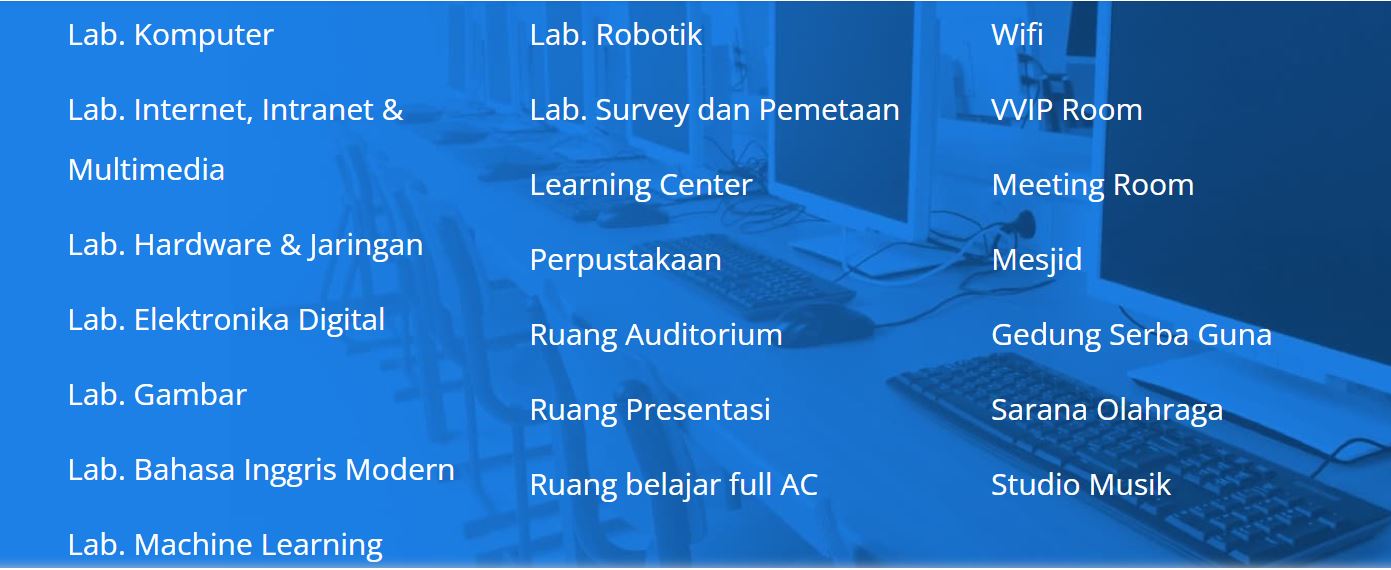 Lab. Komputer
Lab. Internet, Intranet &
Multimedia
Lab. Hardware & Jaringan
Lab. Elektronika Digital
Lab. Gambar
Lab. Bahasa Inggris Modern
Lab. Machine Learning
Lab. Robotik
Lab. Survey dan Pemetaan
Learning Center
Perpustakaan
Ruang Auditorium
Ruang Presentasi
Ruang belajar full AC
Wifi
VVIP Room
Meeting Room
Mesjid
Gedung Serba Guna
Sarana Olahraga
Studio Musik